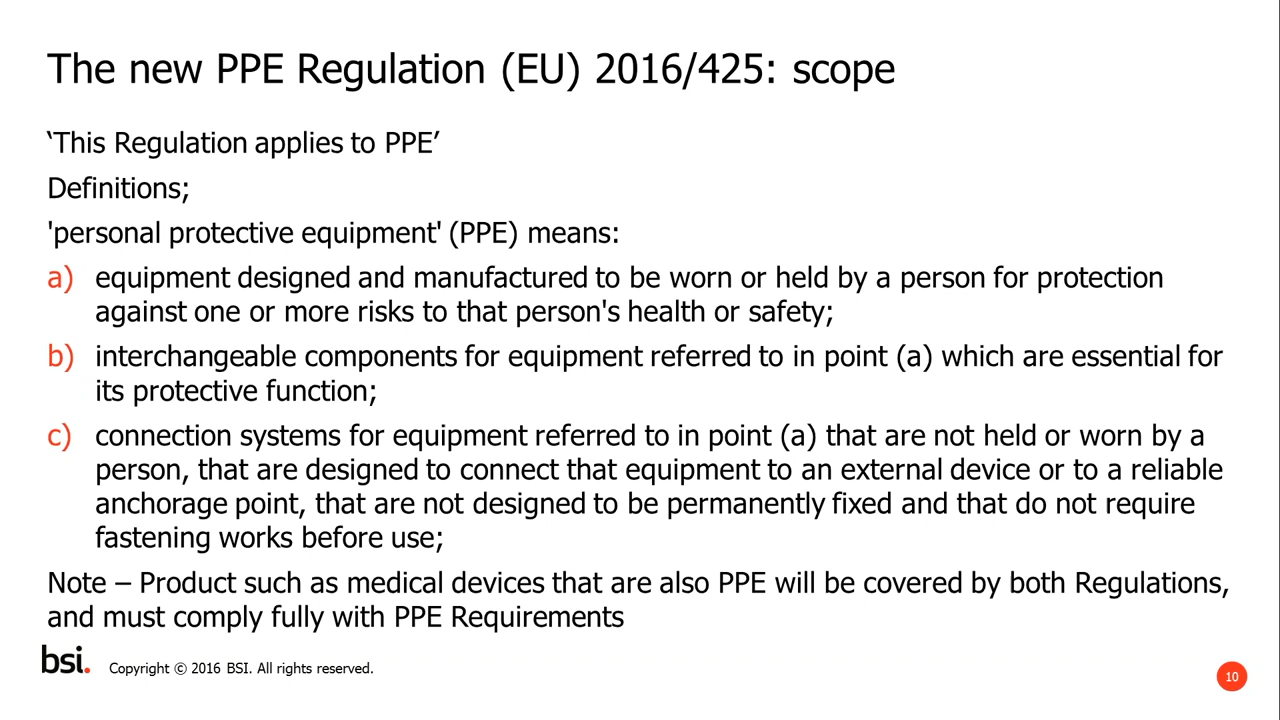 The new PPE Regulation (EU) 2016/425: scope
‘This Regulation applies to PPE’
Definitions;
'personal protective equipment' (PPE) means:
a) equipment designed and manufactured to be worn or held by a person for protection
against one or more risks to that person's health or safety;
b) interchangeable components for equipment referred to in point (a) which are essential for
its protective function;
c) connection systems for equipment referred to in point (a) that are not held or worn by a
person, that are designed to connect that equipment to an external device or to a reliable
anchorage point, that are not designed to be permanently fixed and that do not require
fastening works before use;
Note – Product such as medical devices that are also PPE will be covered by both Regulations,
and must comply fully with PPE Requirements
bsi. Copyright © 2016 BSI. All rights reserved.
10